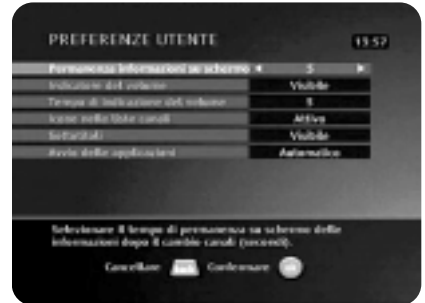 PREFERENZE UTENTE 13:57
Permanenza informazioni su schermo 5
Indicatore del volume Visibile
Tempo di indicazione del volume 5
Icone nelle liste canali Attiva
Sottotitoli Visibile
Avvio delle applicazioni Automatico
Selezionare il tempo di permanenza su schermo delle
informazioni dopo il cambio canali (secondi).
Cancellare Confermare